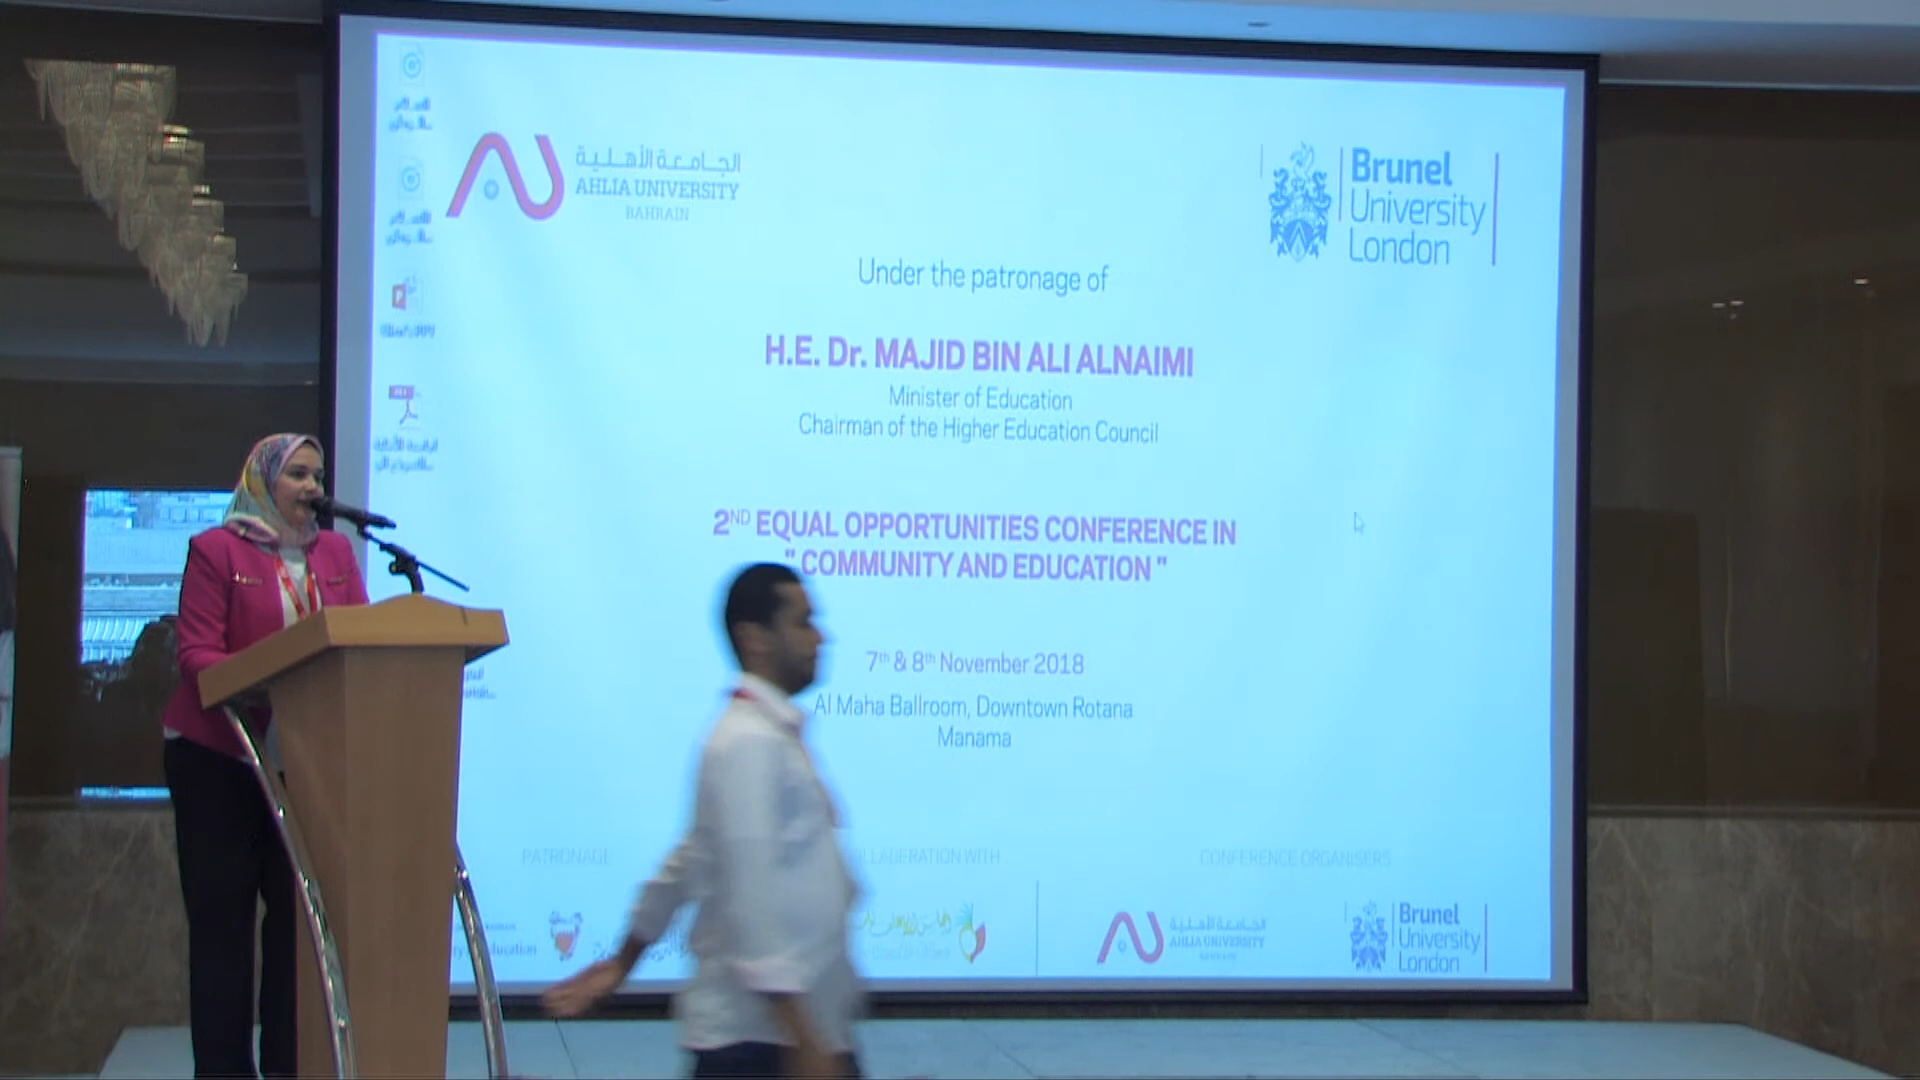 الجامعة الأهلية
AHLIA UNIVERSITY
BAHRAIN
Brunel
University
London
Under the patronage of
H.E. Dr. MAJID BIN ALI ALNAIMI
Minister of Education
Chairman of the Higher Education Council
2ND EQUAL OPPORTUNITIES CONFERENCE IN
" COMMUNITY AND EDUCATION "
7th & 8th November 2018
Al Maha Ballroom, Downtown Rotana
Manama
PATRONAGE
WITH
CONFERENCE ORGANISERS
الجامعة الأهلية
AHLIA UNIVERSITY
BAHRAIN
Brunel
University
London